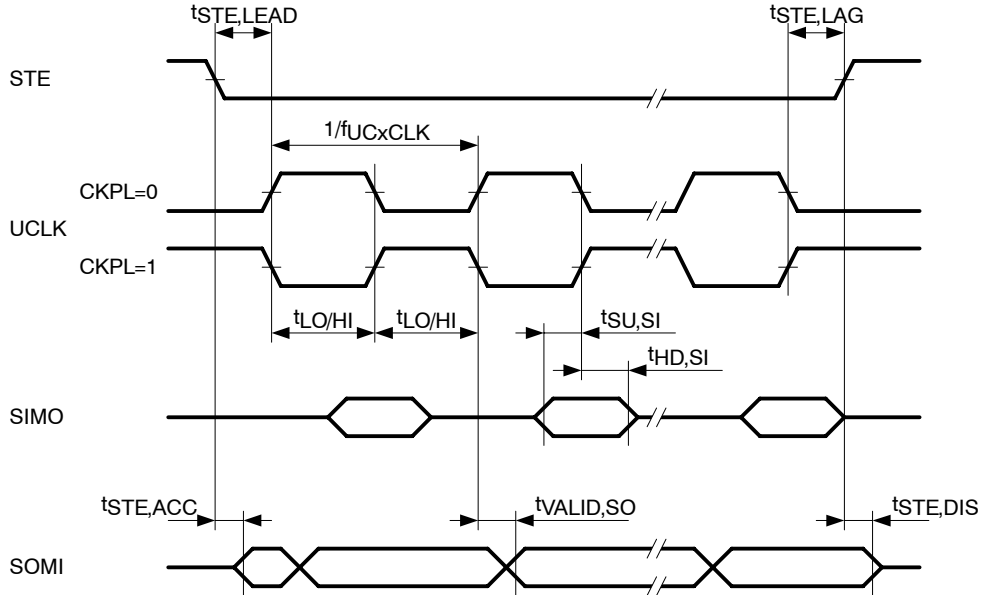 tSTE,LEAD
tSTE,LAG
STE
1/fUCxCLK
CKPL=0
UCLK
CKPL=1
tLO/HI
tLO/HI
tSU,SI
tHD,SI
SIMO
tSTE,ACC
tVALID,SO
tSTE,DIS
SOMI